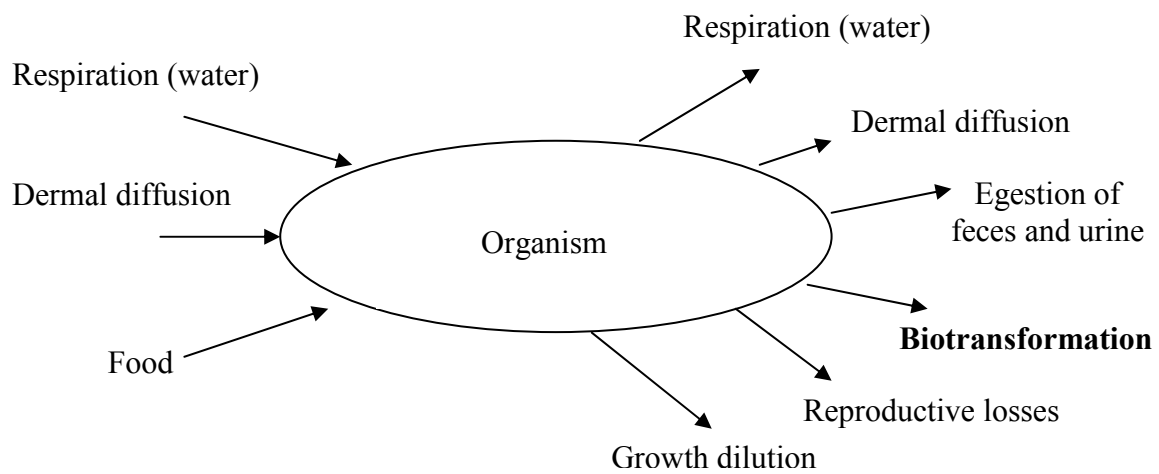 Respiration (water)
Dermal diffusion
Food
Organism
Respiration (water)
Dermal diffusion
Egestion of
feces and urine
Biotransformation
Reproductive losses
Growth dilution